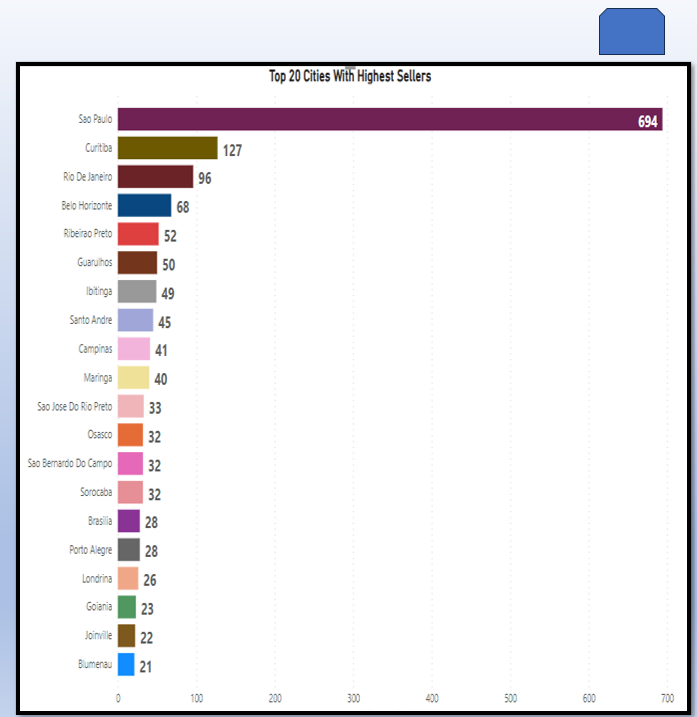 Top 20 Cities With Highest Sellers
Sao Paulo 694
Curitiba 127
Rio De Janeiro 96
Belo Horizonte 68
Ribeirao Preto 52
Guarulhos 50
Ibitinga 49
Santo Andre 45
Campinas 41
Maringa 40
Sao Jose Do Rio Preto 33
Osasco 32
Sao Bernardo Do Campo 32
Sorocaba 32
Brasilia 28
Porto Alegre 28
Londrina 26
Goiania 23
Joinville 22
Blumenau 21
0 100 200 300 400 500 600 700